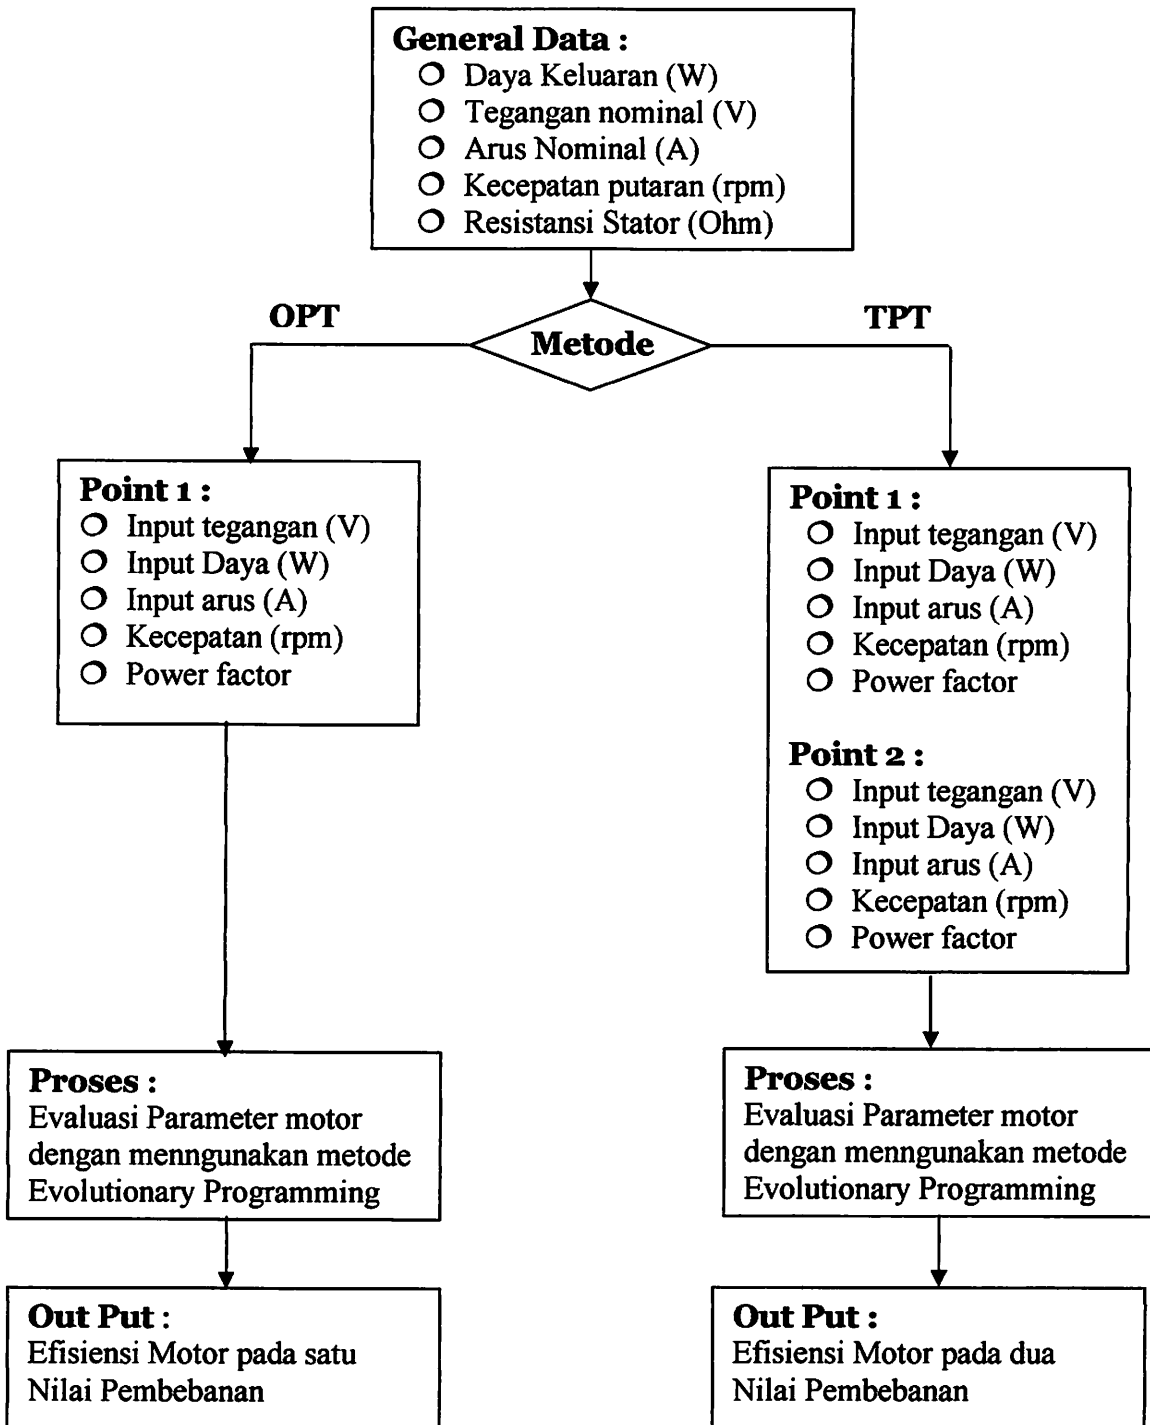 General Data :
Daya Keluaran (W)
Tegangan nominal (V)
Arus Nominal (A)
Kecepatan putaran (rpm)
Resistansi Stator (Ohm)
OPT
TPT
Metode
Point 1 :
Input tegangan (V)
Input Daya (W)
Input arus (A)
Kecepatan (rpm)
Power factor
Point 1 :
Input tegangan (V)
Input Daya (W)
Input arus (A)
Kecepatan (rpm)
Power factor
Point 2 :
Input tegangan (V)
Input Daya (W)
Input arus (A)
Kecepatan (rpm)
Power factor
Proses :
Evaluasi Parameter motor
dengan menngunakan metode
Evolutionary Programming
Proses :
Evaluasi Parameter motor
dengan menngunakan metode
Evolutionary Programming
Out Put :
Efisiensi Motor pada satu
Nilai Pembebanan
Out Put :
Efisiensi Motor pada dua
Nilai Pembebanan